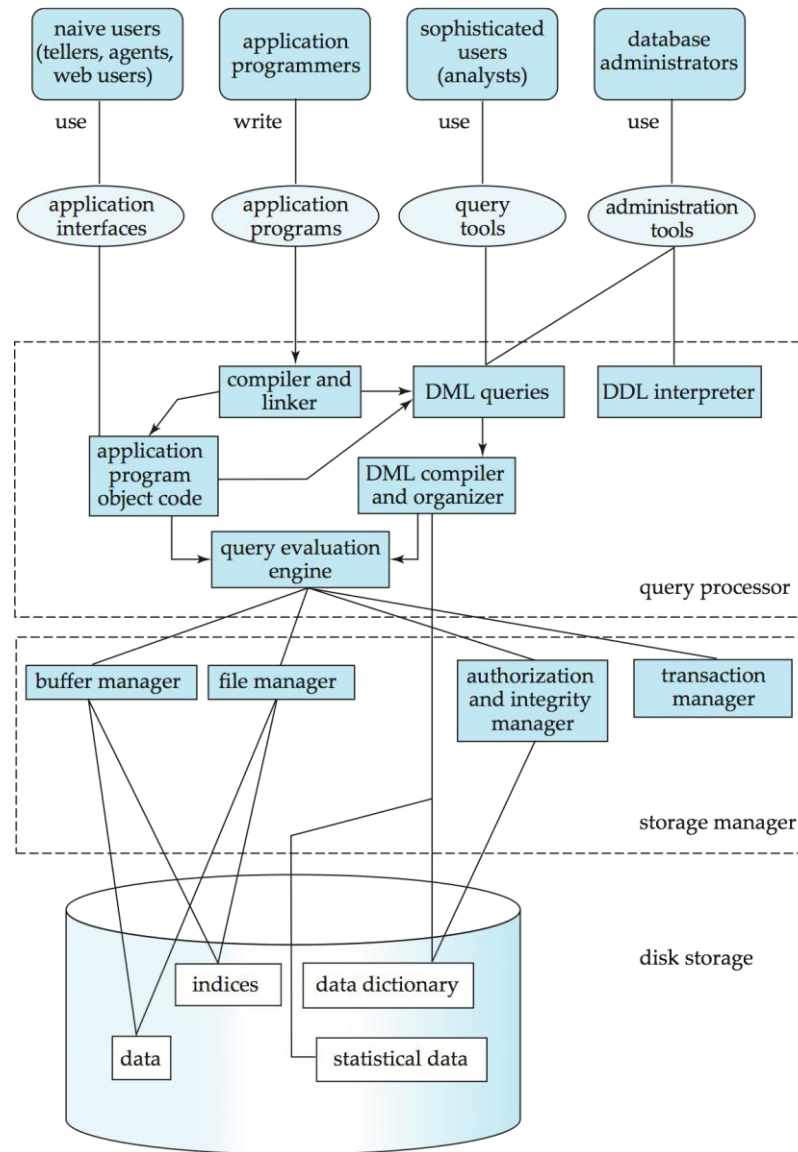 naive users
(tellers, agents,
web users)
application
programmers
sophisticated
users
(analysts)
database
administrators
use
write
use
use
application
interfaces
application
programs
query
tools
administration
tools
compiler and
linker
DML queries
DDL interpreter
application
program
object code
DML compiler
and organizer
query evaluation
engine
query processor
buffer manager
file manager
authorization
and integrity
manager
transaction
manager
storage manager
disk storage
indices
data dictionary
data
statistical data